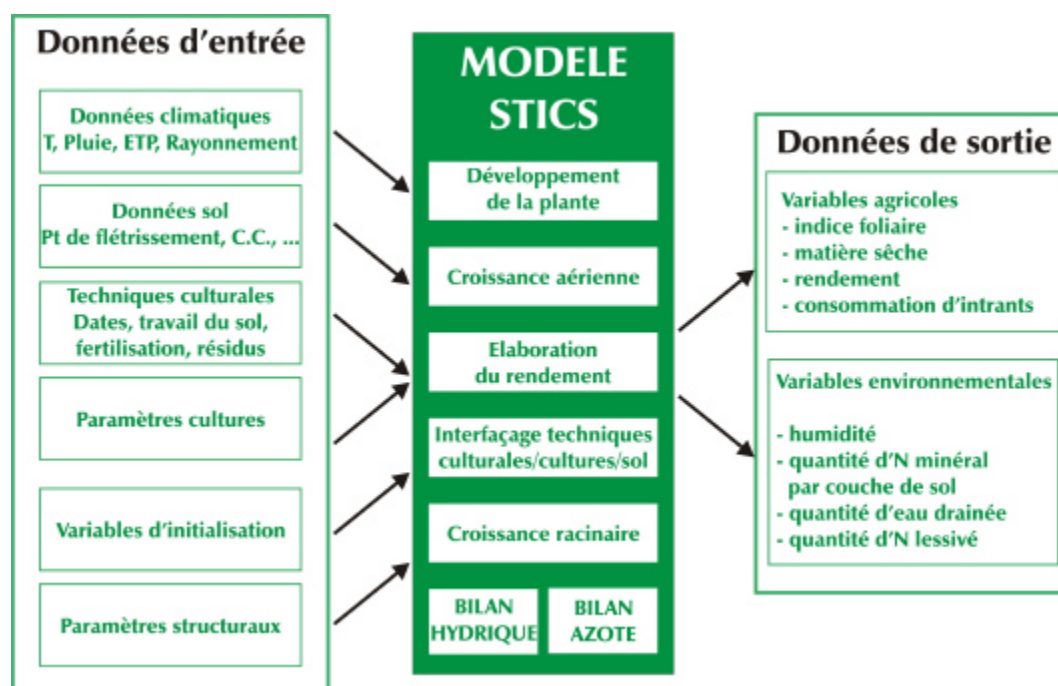 Données d'entrée
Données climatiques
T, Pluie, ETP, Rayonnement
Données sol
Pt de flétrissement, C.C., ...
Techniques culturales
Dates, travail du sol,
fertilisation, résidus
Paramètres cultures
Variables d'initialisation
Paramètres structuraux
MODELE
STICS
Développement
de la plante
Croissance aérienne
Elaboration
du rendement
Interfaçage techniques
culturales/cultures/sol
Croissance racinaire
BILAN
HYDRIQUE
BILAN
AZOTE
Données de sortie
Variables agricoles
- indice foliaire
- matière sêche
- rendement
- consommation d'intrants
Variables environnementales
- humidité
- quantité d'N minéral
par couche de sol
- quantité d'eau drainée
- quantité d'N lessivé